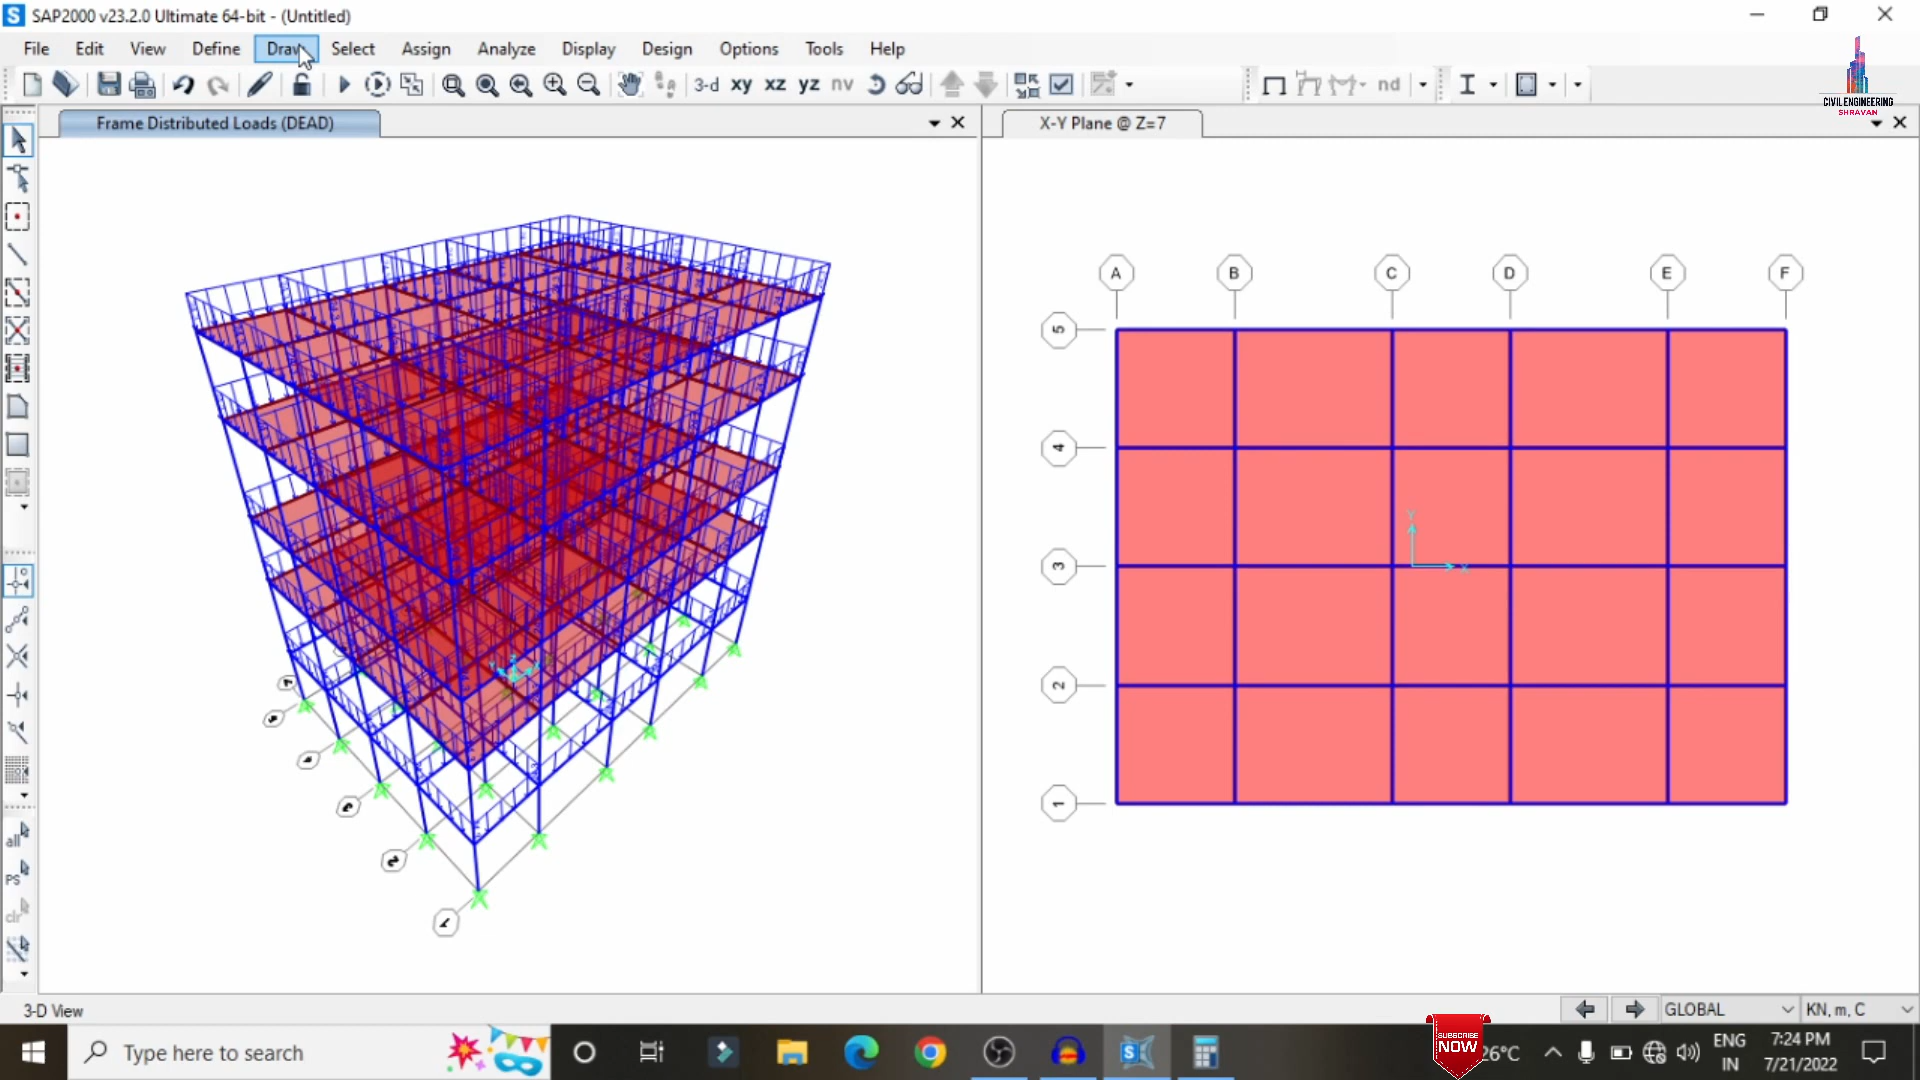 SAP2000 v23.2.0 Ultimate 64-bit - (Untitled)
File Edit View Define Draw Select Assign Analyze Display Design Options Tools Help
3-d xy xz yz nv nd
CIVIL ENGINEERING
SHRAVAN
Frame Distributed Loads (DEAD)
X-Y Plane @ Z=7
A B C D E F
5
4
3
2
1
Y
X
all
PS
clr
3-D View
GLOBAL
KN, m, C
Type here to search
SUBSCRIBE
NOW
26°C
ENG
IN
7:24 PM
7/21/2022